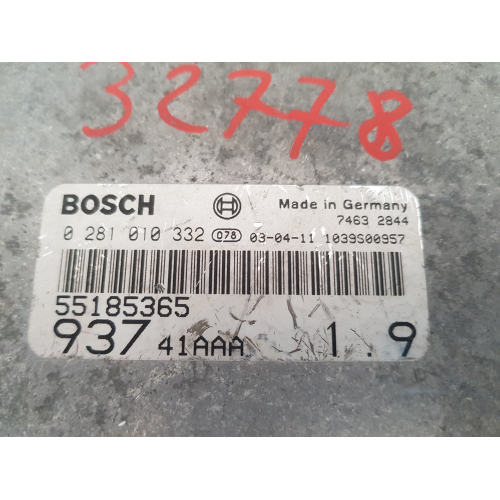 32778
BOSCH Made in Germany
7463 2844
0 281 010 332 078 03-04-11 1039S00957
55185365
937 41AAA 1.9